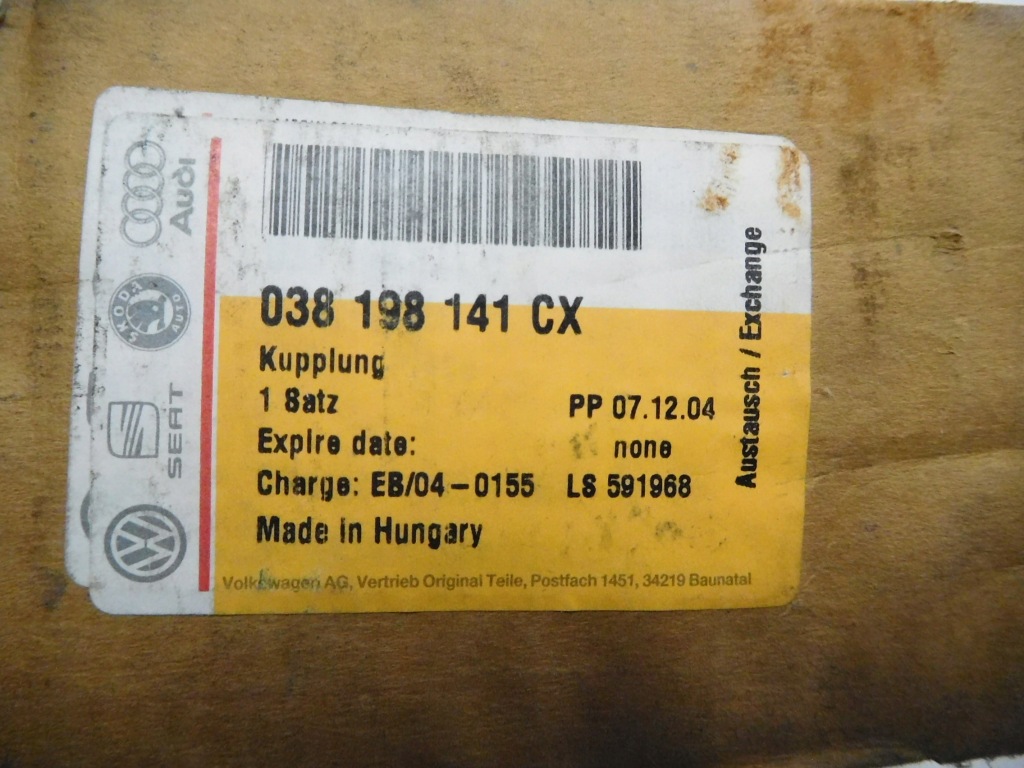 Audi
SKODA
AUTO
SEAT
038 198 141 CX
Kupplung
1 Satz PP 07.12.04
Expire date: none
Charge: EB/04-0155 LS 591968
Made in Hungary
Volkswagen AG, Vertrieb Original Teile, Postfach 1451, 34219 Baunatal
Austausch / Exchange